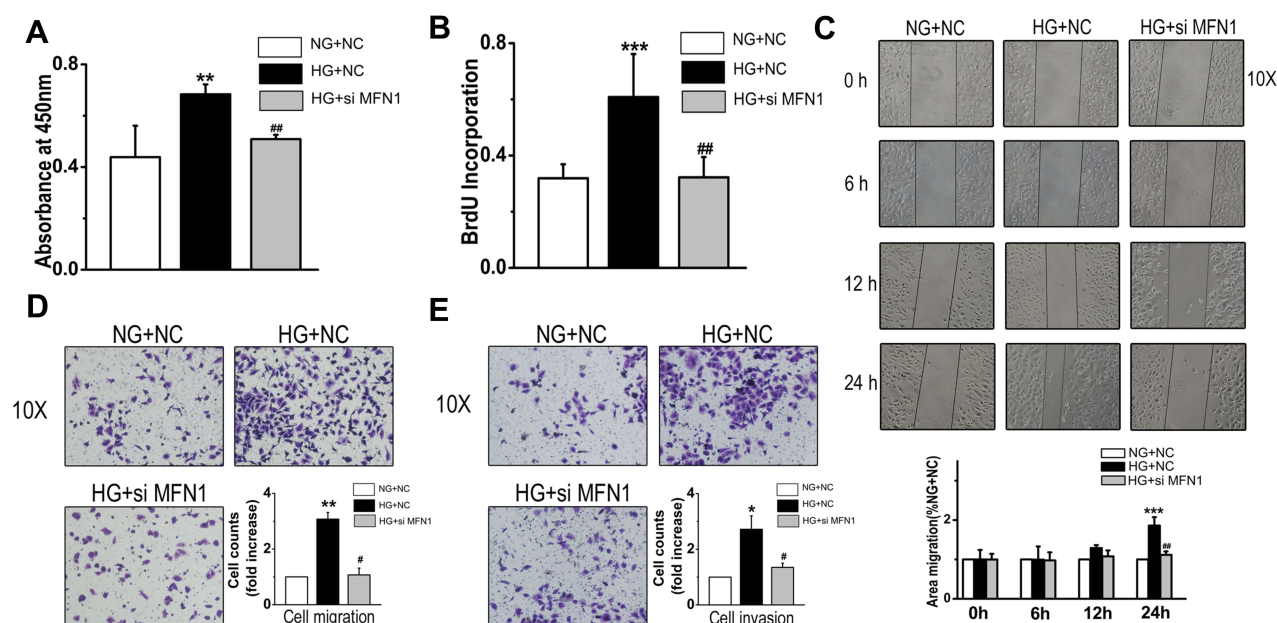 A
NG+NC
HG+NC
HG+si MFN1
Absorbance at 450nm
0.8
0.4
0.0
**
##
B
NG+NC
HG+NC
HG+si MFN1
BrdU Incorporation
0.8
0.4
0.0
***
##
C
NG+NC HG+NC HG+si MFN1
0 h
10X
6 h
12 h
24 h
NG+NC
HG+NC
HG+si MFN1
Area migration(%NG+NC)
2
0
***
##
0h 6h 12h 24h
D
NG+NC HG+NC
10X
HG+si MFN1
NG+NC
HG+NC
HG+si MFN1
Cell counts
(fold increase)
4
2
0
**
#
Cell migration
E
NG+NC HG+NC
10X
HG+si MFN1
NG+NC
HG+NC
HG+si MFN1
Cell counts
(fold increase)
4
2
0
*
#
Cell invasion